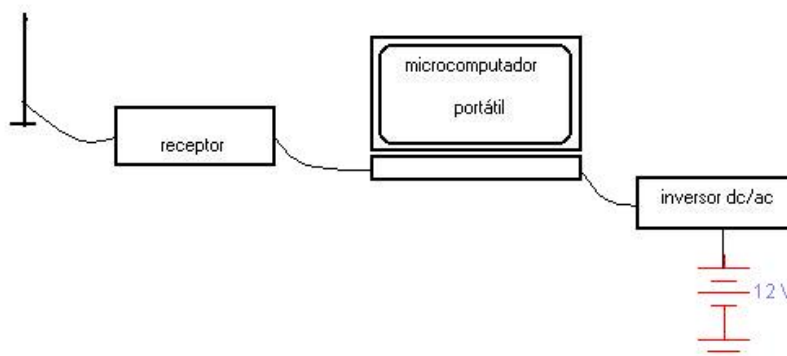 microcomputador
portátil
receptor
inversor dc/ac
12 V